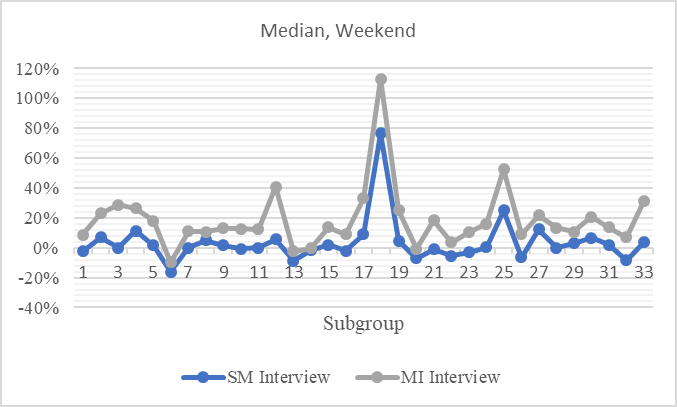 Median, Weekend
120%
100%
80%
60%
40%
20%
0%
-20%
-40%
1 3 5 7 9 11 13 15 17 19 21 23 25 27 29 31 33
Subgroup
SM Interview MI Interview